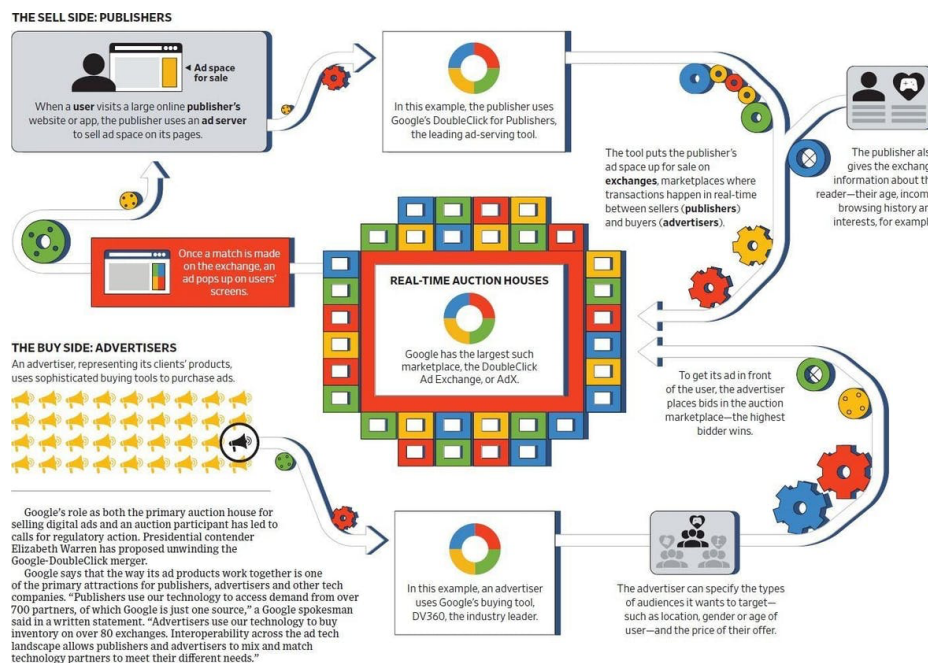 THE SELL SIDE: PUBLISHERS
Ad space
for sale
When a user visits a large online publisher's
website or app, the publisher uses an ad server
to sell ad space on its pages.
In this example, the publisher uses
Google's DoubleClick for Publishers,
the leading ad-serving tool.
The tool puts the publisher's
ad space up for sale on
exchanges, marketplaces where
transactions happen in real-time
between sellers (publishers)
and buyers (advertisers).
The publisher
gives the
information about
reader—their age,
browsing history
interests, for
Once a match is made
on the exchange, an
ad pops up on users'
screens.
REAL-TIME AUCTION HOUSES
Google has the largest such
marketplace, the DoubleClick
Ad Exchange, or AdX.
THE BUY SIDE: ADVERTISERS
An advertiser, representing its clients' products,
uses sophisticated buying tools to purchase ads.
To get its ad in front
of the user, the advertiser
places bids in the auction
marketplace—the highest
bidder wins.
In this example, an advertiser
uses Google's buying tool,
DV360, the industry leader.
The advertiser can specify the types
of audiences it wants to target—
such as location, gender or age of
user—and the price of their offer.
Google's role as both the primary auction house for
selling digital ads and an auction participant has led to
calls for regulatory action. Presidential contender
Elizabeth Warren has proposed unwinding the
Google-DoubleClick merger.
Google says that the way its ad products work together is one
of the primary attractions for publishers, advertisers and other tech
companies. "Publishers use our technology to access demand from over
700 partners, of which Google is just one source," a Google spokesman
said in a written statement. "Advertisers use our technology to buy
inventory on over 80 exchanges. Interoperability across the ad tech
landscape allows publishers and advertisers to mix and match
technology partners to meet their different needs."